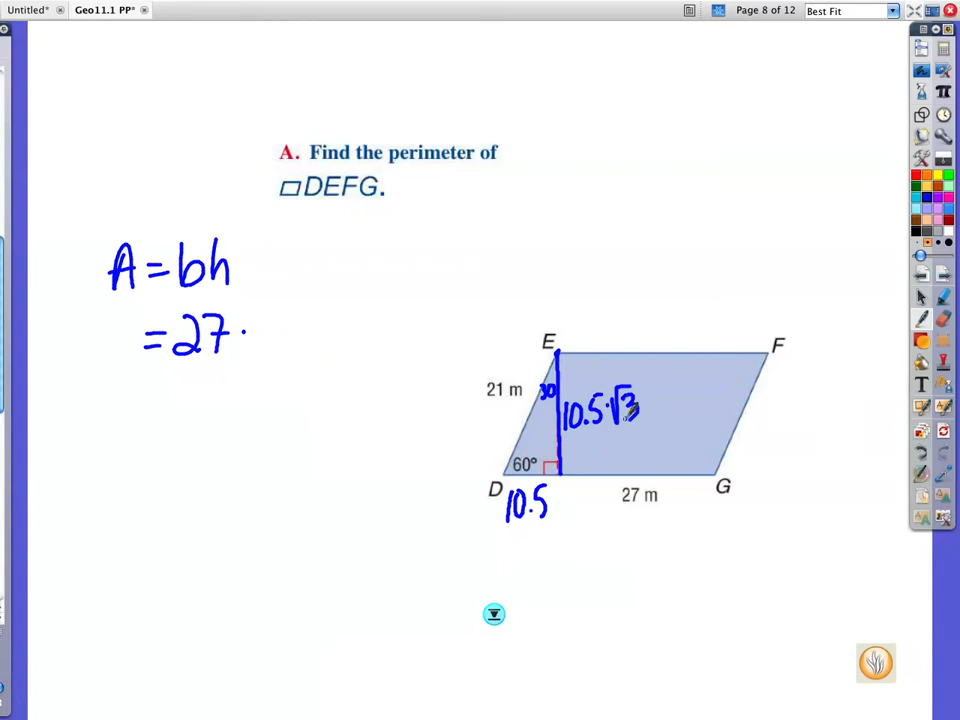 Untitled* Geo11.1 PP* Page 8 of 12 Best Fit
A. Find the perimeter of
▱DEFG.
A = bh
= 27 ·
E F
21 m 30 10.5·√3
60°
D 10.5 27 m G
π
T